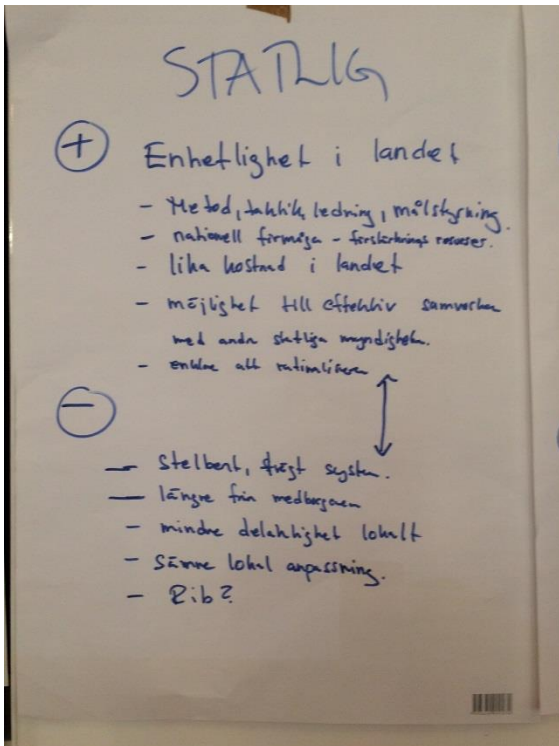 STATLIG
+ Enhetlighet i landet
- Metod, taktik, ledning, målstyrning.
- nationell förmåga - förstärknings resurser.
- lika kostnad i landet
- möjlighet till effektiv samverkan
med andra statliga myndigheter.
- enklare att rationalisera
-
- Stelbent, trögt system.
- längre från medborgaren
- mindre delaktighet lokalt
- Sämre lokal anpassning.
- Rib?